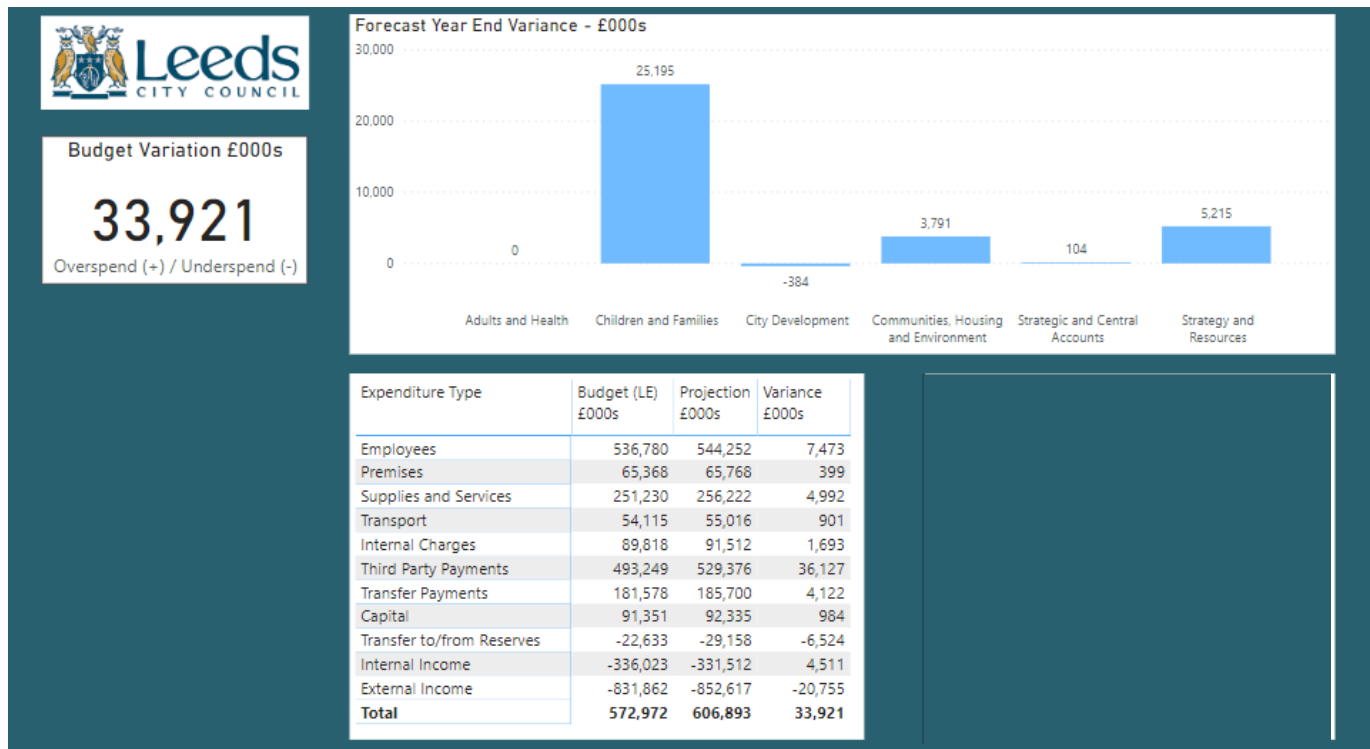 Leeds
CITY COUNCIL
Budget Variation £000s
33,921
Overspend (+) / Underspend (-)
Forecast Year End Variance - £000s
30,000
20,000
10,000
0
0
25,195
-384
3,791
104
5,215
Adults and Health
Children and Families
City Development
Communities, Housing
and Environment
Strategic and Central
Accounts
Strategy and
Resources
Expenditure Type Budget (LE) Projection Variance
£000s £000s £000s
Employees 536,780 544,252 7,473
Premises 65,368 65,768 399
Supplies and Services 251,230 256,222 4,992
Transport 54,115 55,016 901
Internal Charges 89,818 91,512 1,693
Third Party Payments 493,249 529,376 36,127
Transfer Payments 181,578 185,700 4,122
Capital 91,351 92,335 984
Transfer to/from Reserves -22,633 -29,158 -6,524
Internal Income -336,023 -331,512 4,511
External Income -831,862 -852,617 -20,755
Total 572,972 606,893 33,921